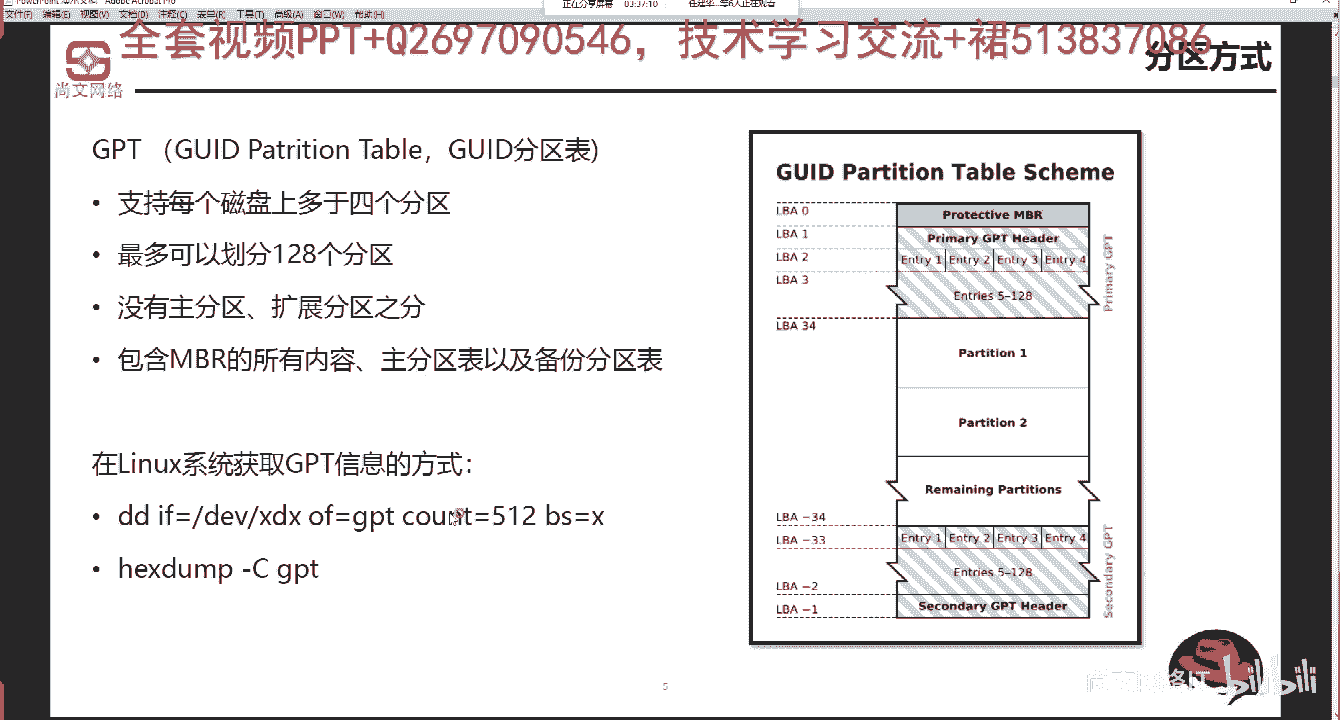 PowerPoint 演示文稿 - Adobe Acrobat Pro
正在分享屏幕 03:37:10
文件(F) 编辑(E) 视图(V) 文档(D) 注释(C) 表单(R) 工具(T) 高级(A) 窗口(W) 帮助(H)
全套视频PPT+Q2697090546，技术学习交流+裙513837086
尚文网络
分区方式
GPT （GUID Patrition Table，GUID分区表)
• 支持每个磁盘上多于四个分区
• 最多可以划分128个分区
• 没有主分区、扩展分区之分
• 包含MBR的所有内容、主分区表以及备份分区表
在Linux系统获取GPT信息的方式：
• dd if=/dev/xdx of=gpt count=512 bs=x
• hexdump -C gpt
GUID Partition Table Scheme
LBA 0
Protective MBR
LBA 1
Primary GPT Header
LBA 2
Entry 1 Entry 2 Entry 3 Entry 4
LBA 3
Entries 5–128
Primary GPT
LBA 34
Partition 1
Partition 2
Remaining Partitions
LBA −34
LBA −33
Entry 1 Entry 2 Entry 3 Entry 4
Entries 5–128
LBA −2
LBA −1
Secondary GPT Header
Secondary GPT
5
尚文网络IT
bilibili